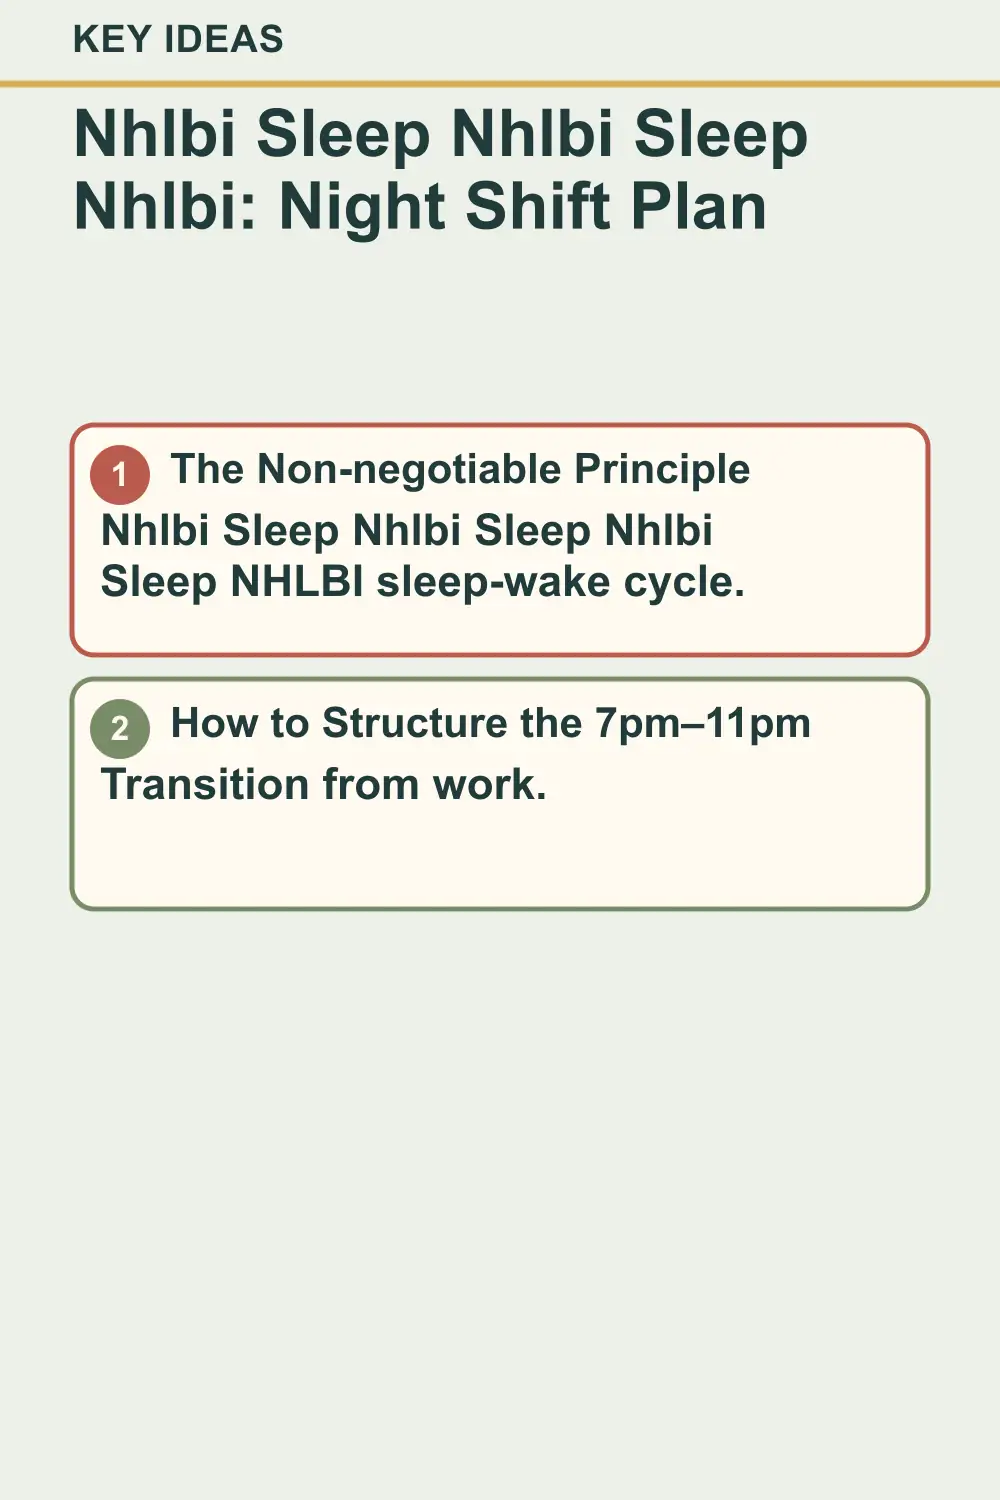 KEY IDEAS
Nhlbi Sleep Nhlbi Sleep
Nhlbi: Night Shift Plan
1 The Non-negotiable Principle
Nhlbi Sleep Nhlbi Sleep Nhlbi
Sleep NHLBI sleep-wake cycle.
2 How to Structure the 7pm–11pm
Transition from work.